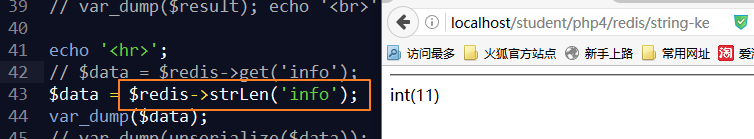 39 // var_dump($result); echo '<br>'
40
41 echo '<hr>';
42 // $data = $redis->get('info');
43 $data = $redis->strLen('info');
44 var_dump($data);
45 // var_dump(unserialize($data));
localhost/student/php4/redis/string-ke
访问最多 火狐官方站点 新手上路 常用网址
int(11)